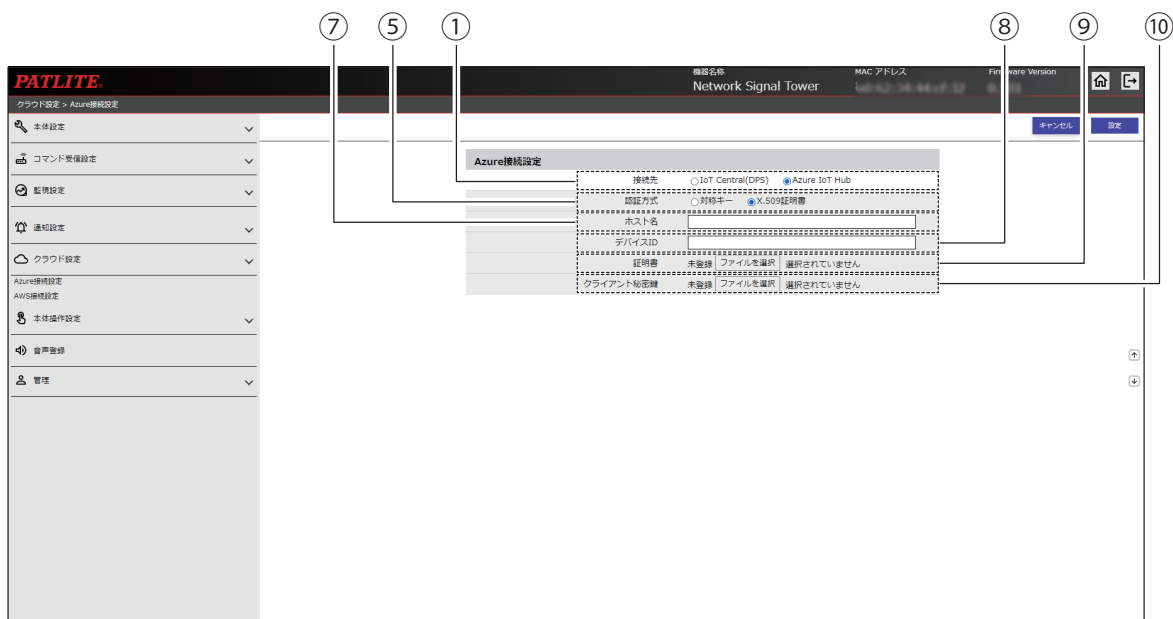 ⑦ ⑤ ① ⑧ ⑨ ⑩
PATLITE
機器名称 MAC アドレス Firmware Version
Network Signal Tower
クラウド設定 > Azure接続設定
キャンセル 設定
本体設定
コマンド受信設定
監視設定
通知設定
クラウド設定
Azure接続設定
AWS接続設定
本体操作設定
音声登録
管理
Azure接続設定
接続先 IoT Central(DPS) Azure IoT Hub
認証方式 対称キー X.509証明書
ホスト名
デバイスID
証明書 未登録 ファイルを選択 選択されていません
クライアント秘密鍵 未登録 ファイルを選択 選択されていません